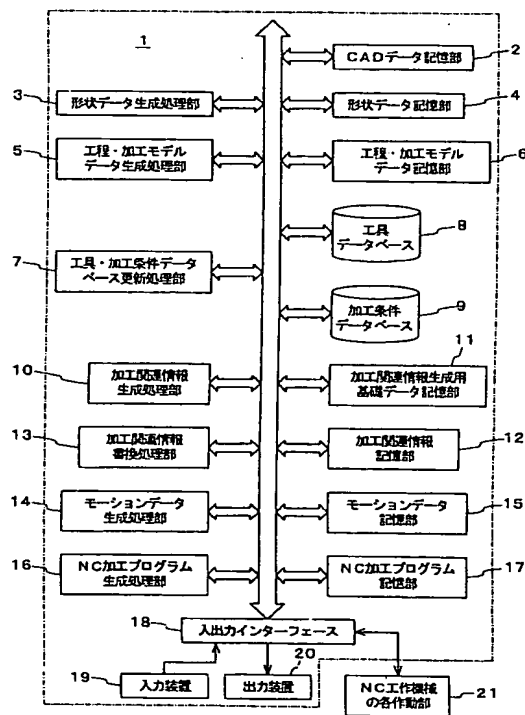 1
CADデータ記憶部
2
3
形状データ生成処理部
形状データ記憶部
4
5
工程・加工モデル
データ生成処理部
工程・加工モデル
データ記憶部
6
工具
データベース
8
7
工具・加工条件データ
ベース更新処理部
加工条件
データベース
9
10
加工関連情報
生成処理部
11
加工関連情報生成用
基礎データ記憶部
13
加工関連情報
書換処理部
加工関連情報
記憶部
12
14
モーションデータ
生成処理部
モーションデータ
記憶部
15
16
NC加工プログラム
生成処理部
NC加工プログラム
記憶部
17
18
入出力インターフェース
19
入力装置
20
出力装置
NC工作機械
の各作動部
21